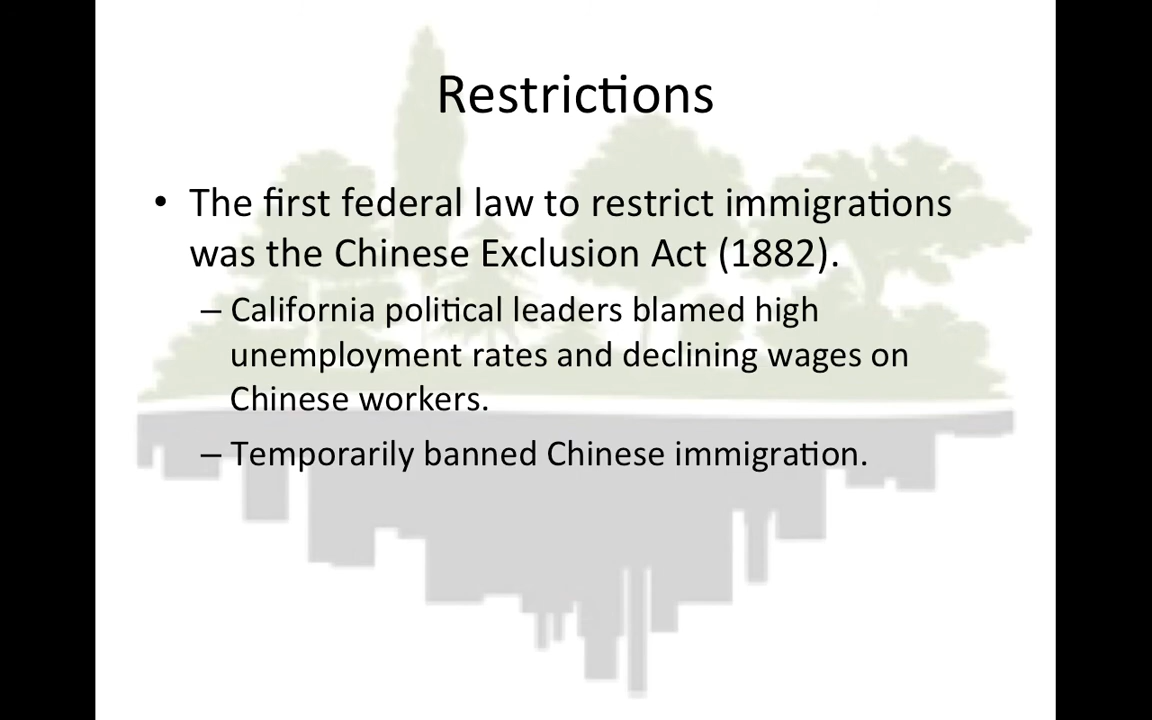 Restrictions
• The first federal law to restrict immigrations
was the Chinese Exclusion Act (1882).
– California political leaders blamed high
unemployment rates and declining wages on
Chinese workers.
– Temporarily banned Chinese immigration.